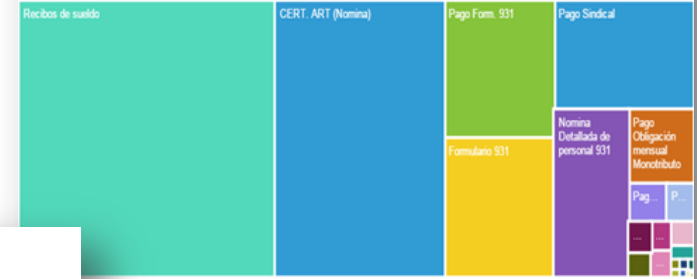 Recibos de sueldo
CERT. ART (Nomina)
Pago Form. 931
Pago Sindical
Formulario 931
Nomina
Detallada de
personal 931
Pago
Obligación
mensual
Monotributo
Pag...
P...
...
...
...